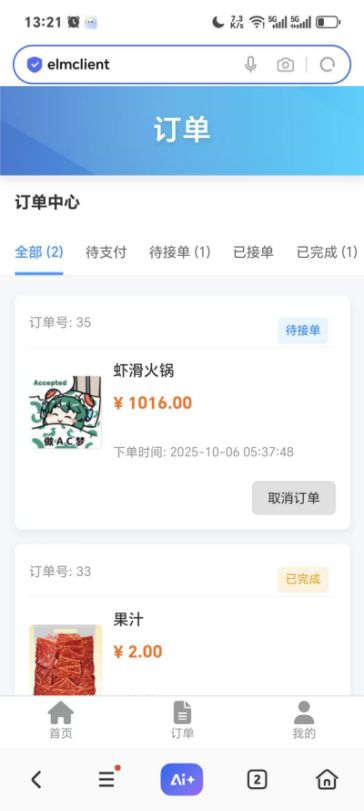 13:21
7.3
K/s
5G
5G
elmclient
订单
订单中心
全部 (2)
待支付
待接单 (1)
已接单
已完成 (1)
订单号: 35
待接单
Accepted
做AC梦
虾滑火锅
¥ 1016.00
下单时间: 2025-10-06 05:37:48
取消订单
订单号: 33
已完成
果汁
¥ 2.00
首页
订单
我的
Ai+
2